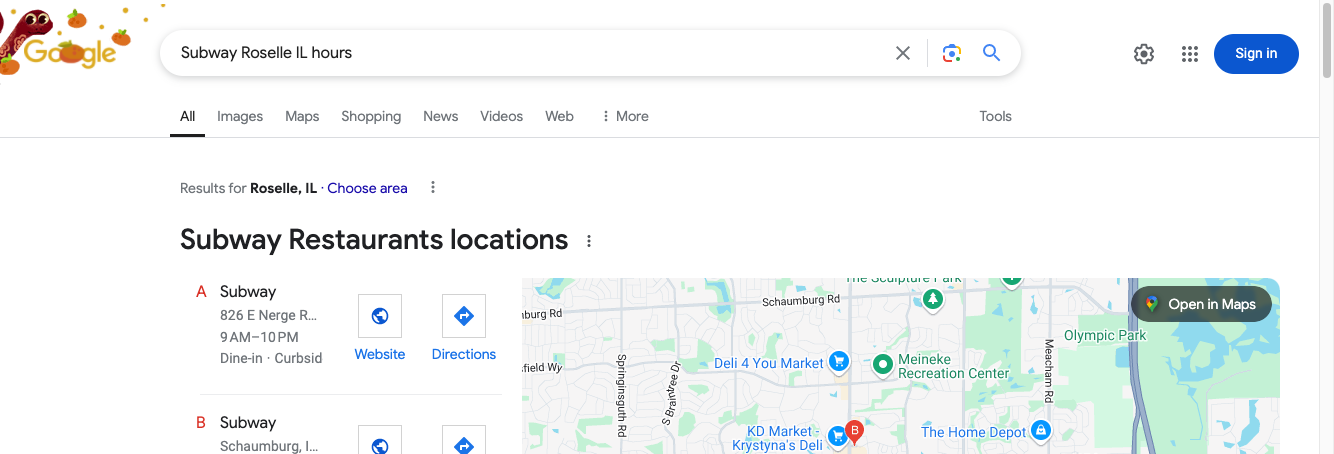 Google
Subway Roselle IL hours
Sign in
All Images Maps Shopping News Videos Web More Tools
Results for Roselle, IL · Choose area
Subway Restaurants locations
A Subway
826 E Nerge R...
9 AM–10 PM
Dine-in · Curbsid
Website
Directions
B Subway
Schaumburg, I...
The Sculpture Park
Schaumburg Rd
burg Rd
Open in Maps
Olympic Park
Deli 4 You Market
Meineke
Recreation Center
sfield Wy
Springinsguth Rd
S Braintree Dr
Meacham Rd
KD Market -
Krystyna's Deli
B
The Home Depot